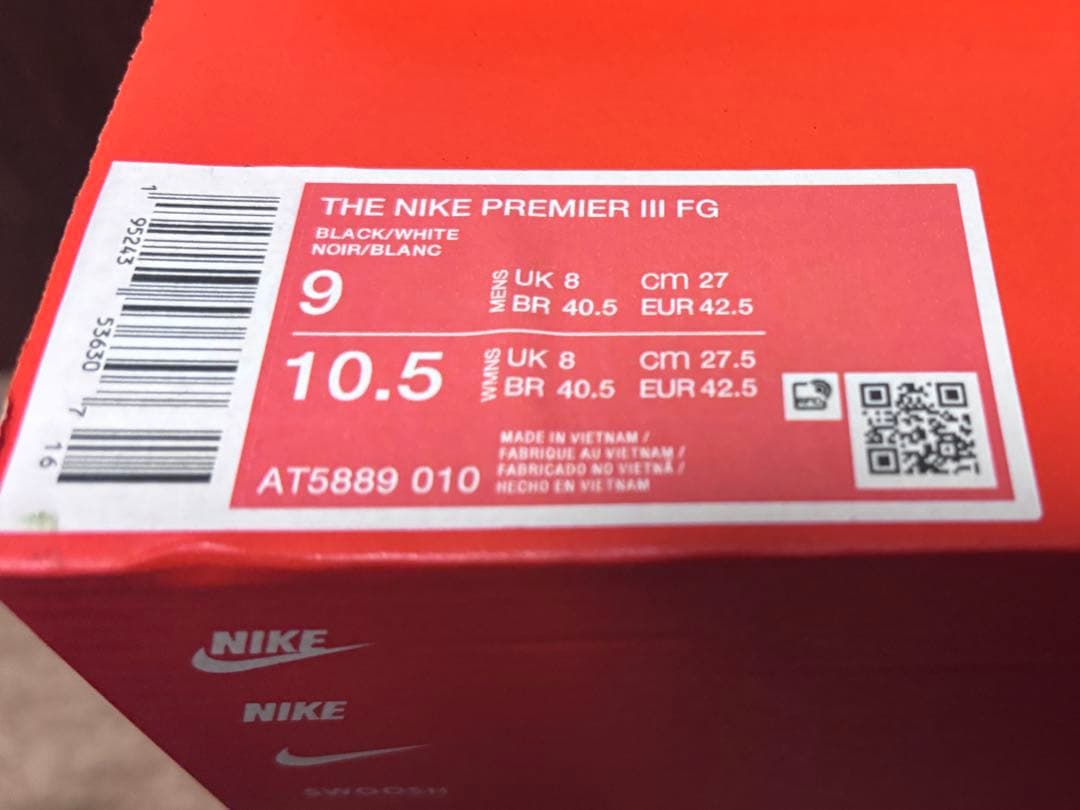 THE NIKE PREMIER III FG
BLACK/WHITE
NOIR/BLANC
9 MENS UK 8 cm 27
BR 40.5 EUR 42.5
10.5 WMNS UK 8 cm 27.5
BR 40.5 EUR 42.5
MADE IN VIETNAM /
FABRIQUE AU VIETNAM /
FABRICADO NO VIETNÃ /
HECHO EN VIETNAM
AT5889 010
1 95243 53630 7 16
NIKE
NIKE
SWOOSH